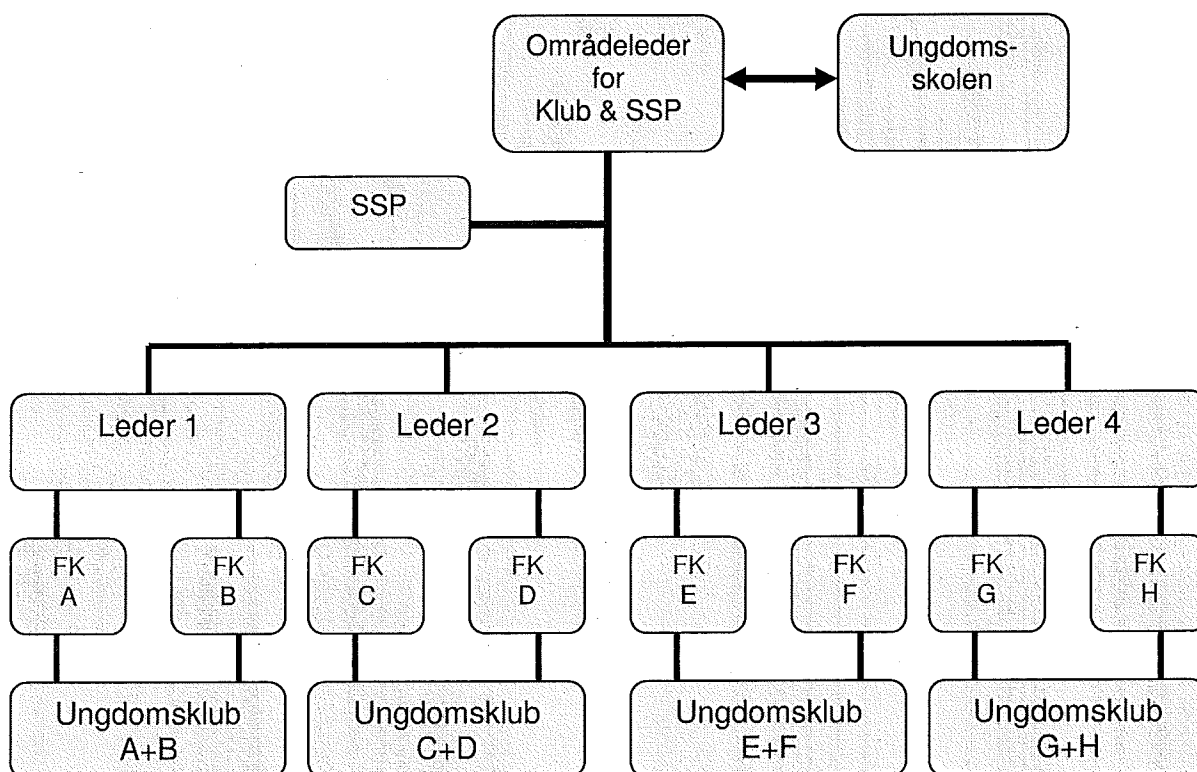 Områdeleder
for
Klub & SSP
Ungdoms-
skolen
SSP
Leder 1
Leder 2
Leder 3
Leder 4
FK
A
FK
B
FK
C
FK
D
FK
E
FK
F
FK
G
FK
H
Ungdomsklub
A+B
Ungdomsklub
C+D
Ungdomsklub
E+F
Ungdomsklub
G+H